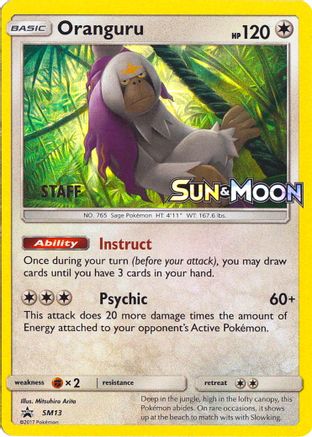 BASIC Oranguru HP 120
STAFF
SUN & MOON
NO. 765 Sage Pokémon HT: 4'11" WT: 167.6 lbs.
Ability Instruct
Once during your turn (before your attack), you may draw
cards until you have 3 cards in your hand.
Psychic 60+
This attack does 20 more damage times the amount of
Energy attached to your opponent's Active Pokémon.
weakness ×2 resistance retreat
Illus. Mitsuhiro Arita
SM13
©2017 Pokémon
Deep in the jungle, high in the lofty canopy, this
Pokémon abides. On rare occasions, it shows
up at the beach to match wits with Slowking.